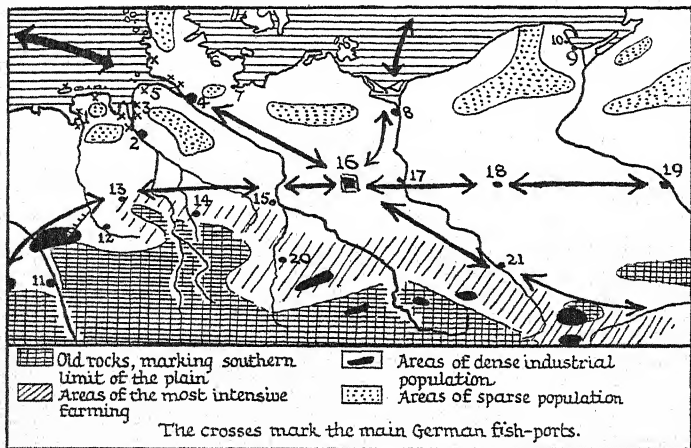 10
9
6
5
4
3
1
2
8
16
17
18
19
13
14
15
12
20
21
11
Old rocks, marking southern
limit of the plain
Areas of the most intensive
farming
Areas of dense industrial
population
Areas of sparse population
The crosses mark the main German fish-ports.